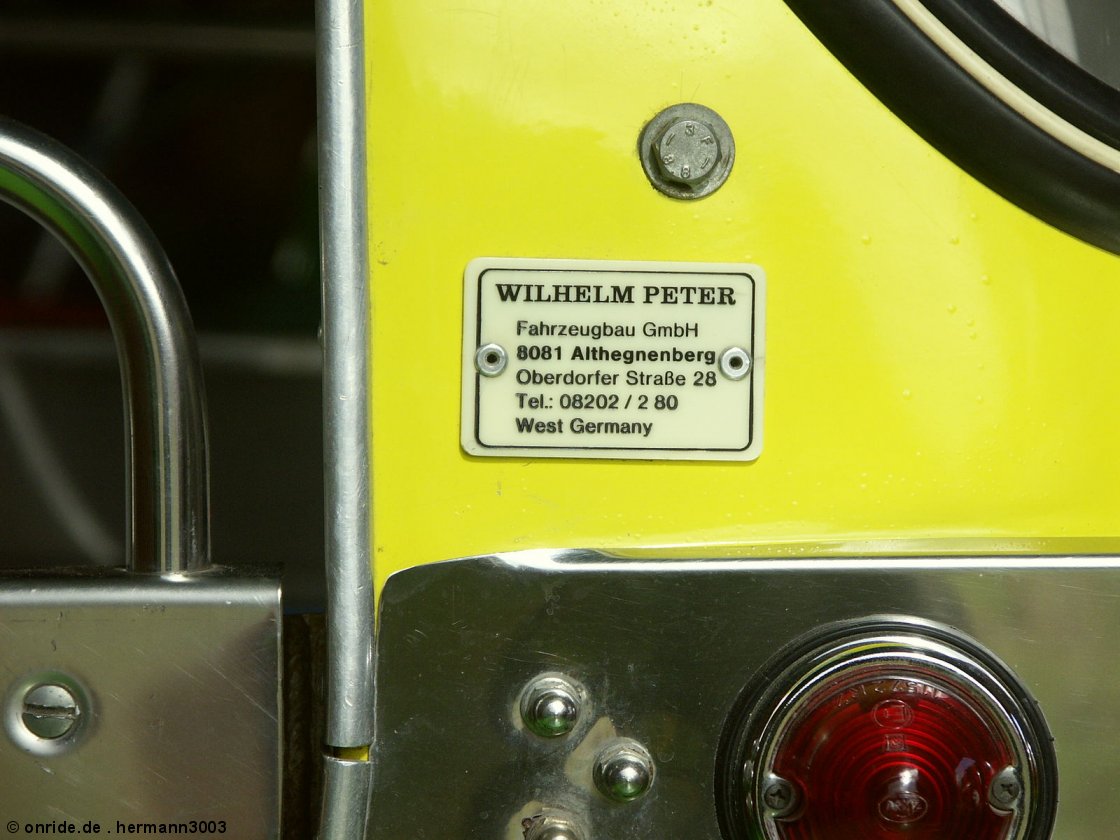 WILHELM PETER
Fahrzeugbau GmbH
8081 Althegnenberg
Oberdorfer Straße 28
Tel.: 08202 / 2 80
West Germany
© onride.de . hermann3003